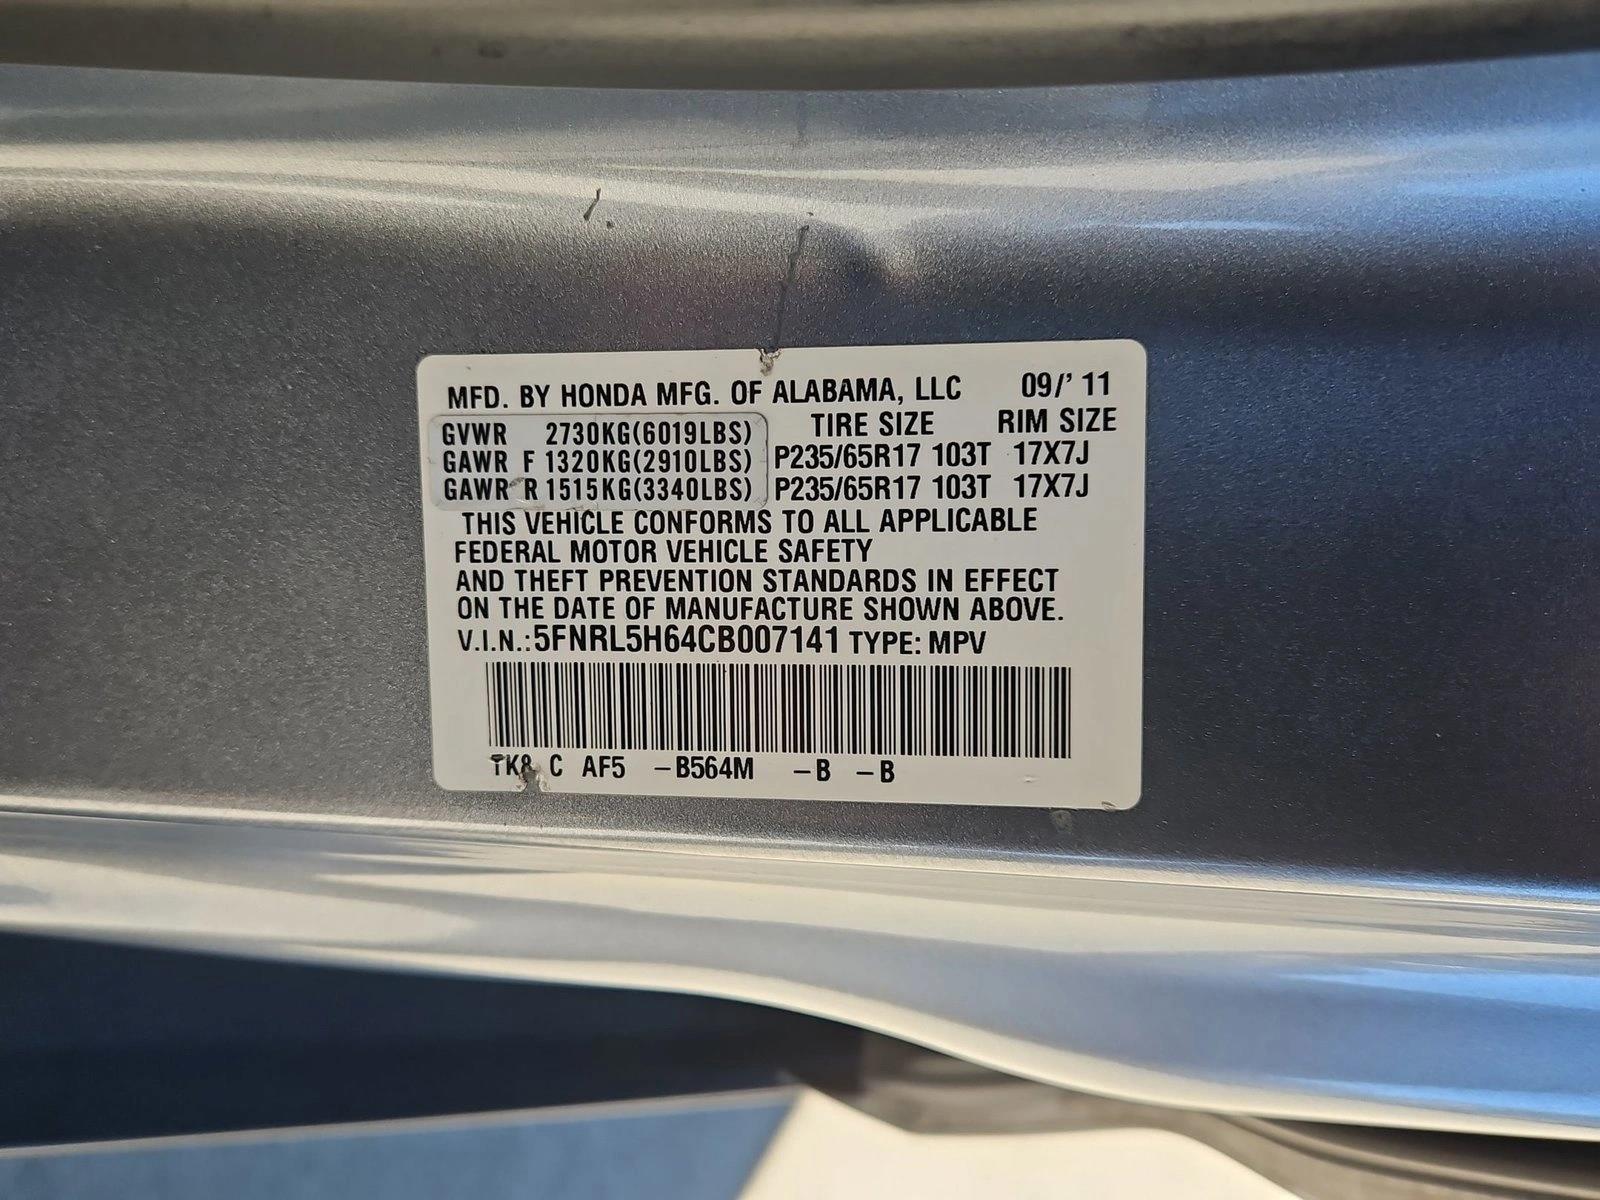 MFD. BY HONDA MFG. OF ALABAMA, LLC 09/' 11
GVWR 2730KG(6019LBS) TIRE SIZE RIM SIZE
GAWR F 1320KG(2910LBS) P235/65R17 103T 17X7J
GAWR R 1515KG(3340LBS) P235/65R17 103T 17X7J
THIS VEHICLE CONFORMS TO ALL APPLICABLE
FEDERAL MOTOR VEHICLE SAFETY
AND THEFT PREVENTION STANDARDS IN EFFECT
ON THE DATE OF MANUFACTURE SHOWN ABOVE.
V.I.N.:5FNRL5H64CB007141 TYPE: MPV
TK8 C AF5 -B564M -B -B